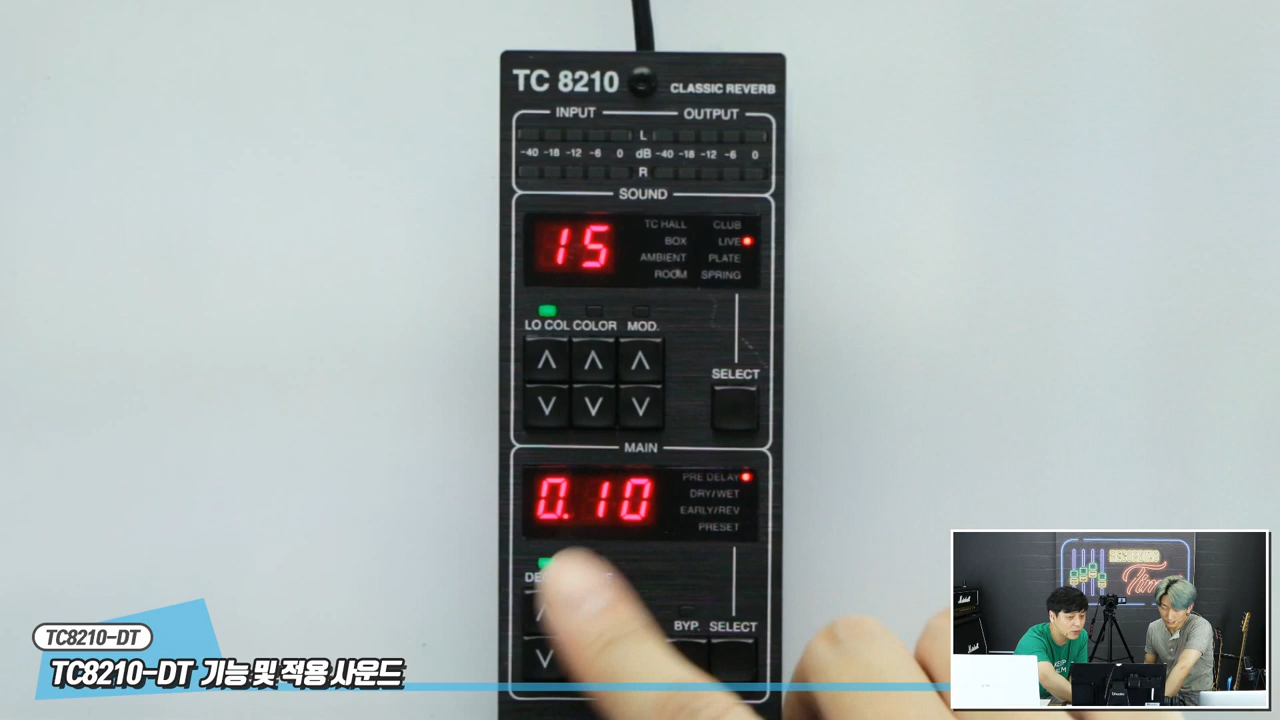 TC 8210
CLASSIC REVERB
INPUT
OUTPUT
L
-40 -18 -12 -6 0 dB -40 -18 -12 -6 0
R
SOUND
15
TC HALL CLUB
BOX LIVE
AMBIENT PLATE
ROOM SPRING
LO COL COLOR MOD.
SELECT
MAIN
0.10
PRE DELAY
DRY/WET
EARLY/REV
PRESET
BYP. SELECT
TC8210-DT
TC8210-DT 기능 및 적용 사운드
Marshall
Time